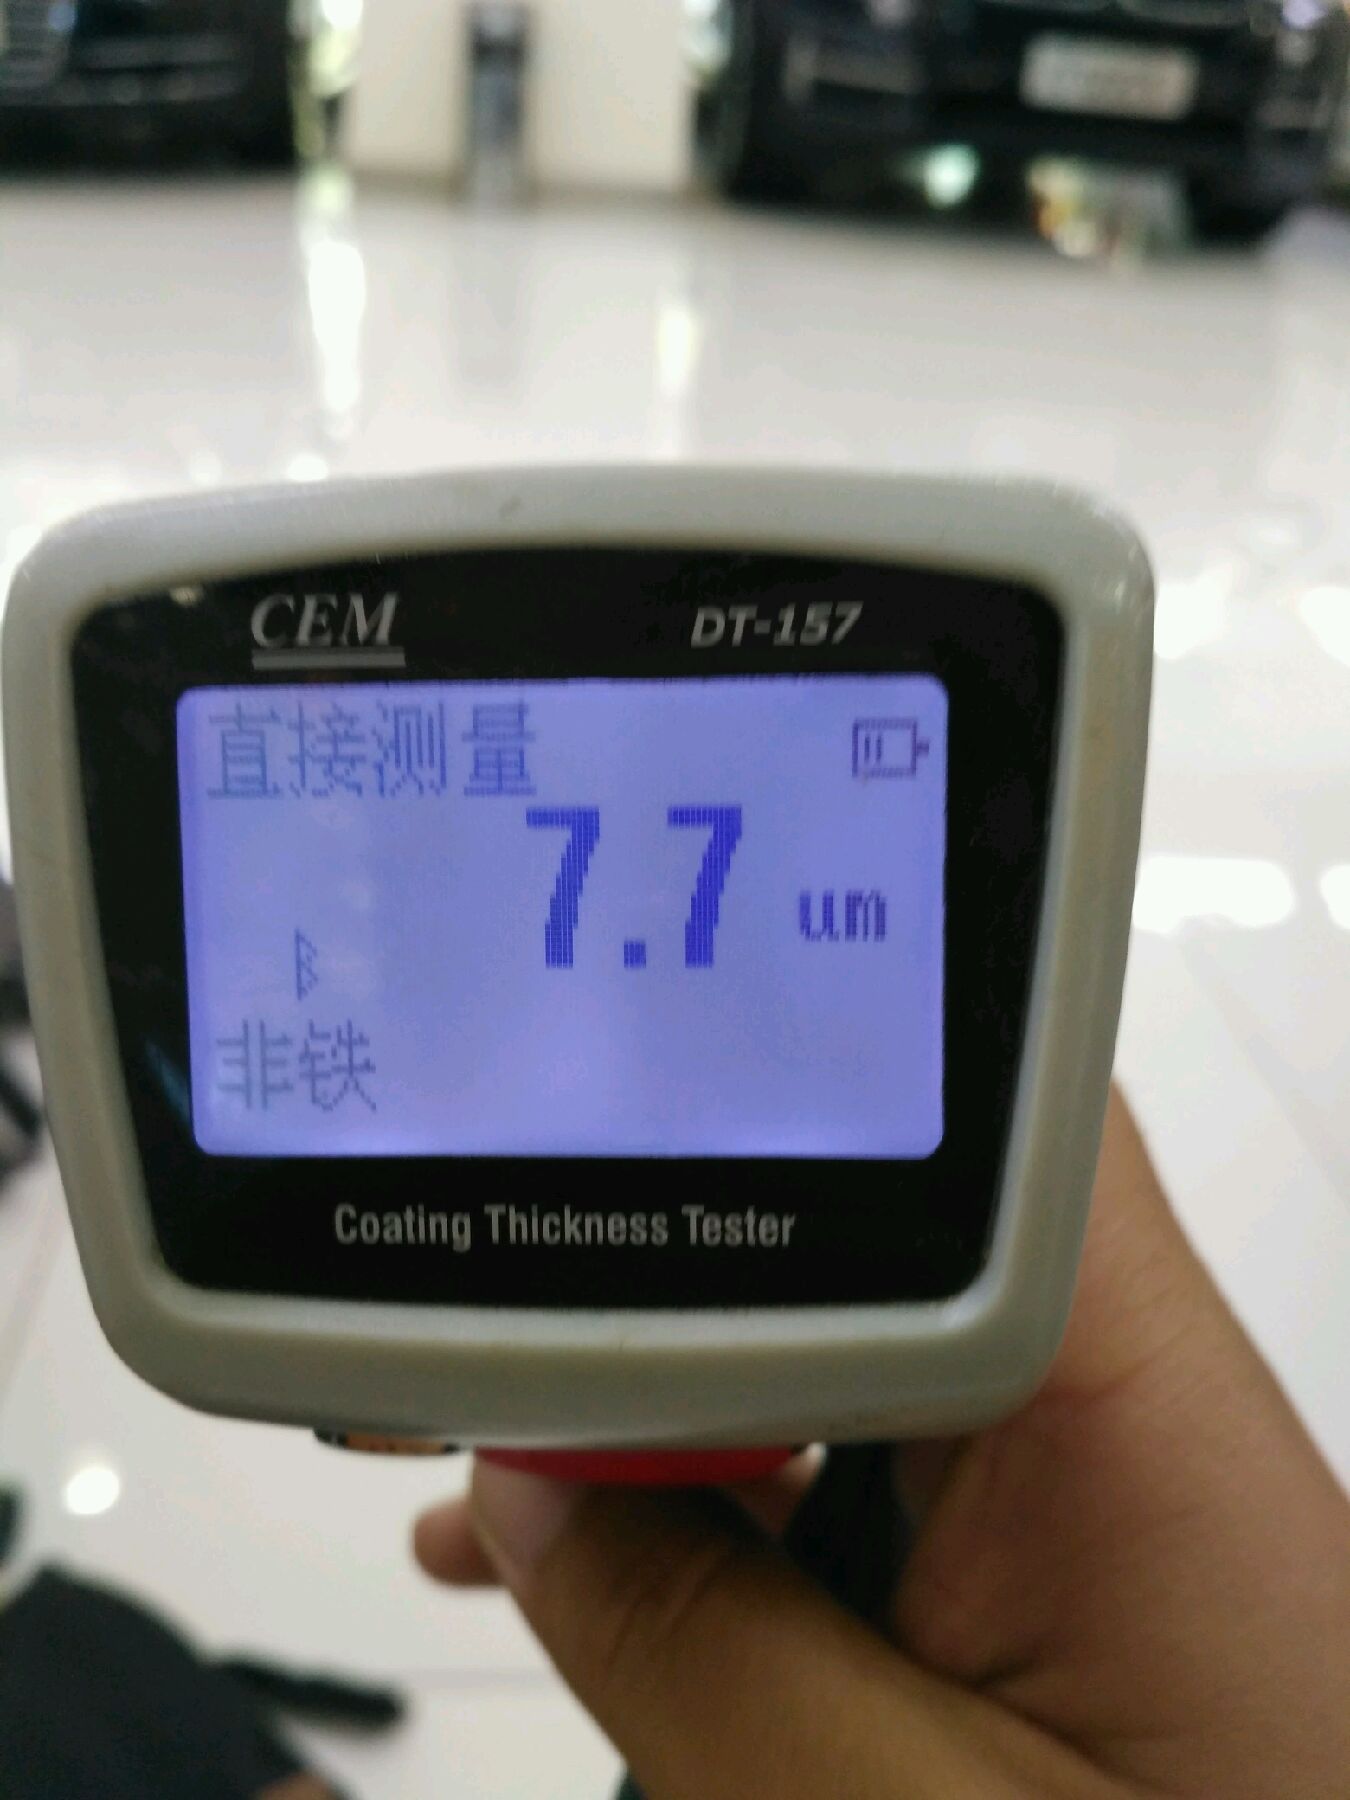 CEM DT-157
直接测量
7.7 um
非铁
Coating Thickness Tester